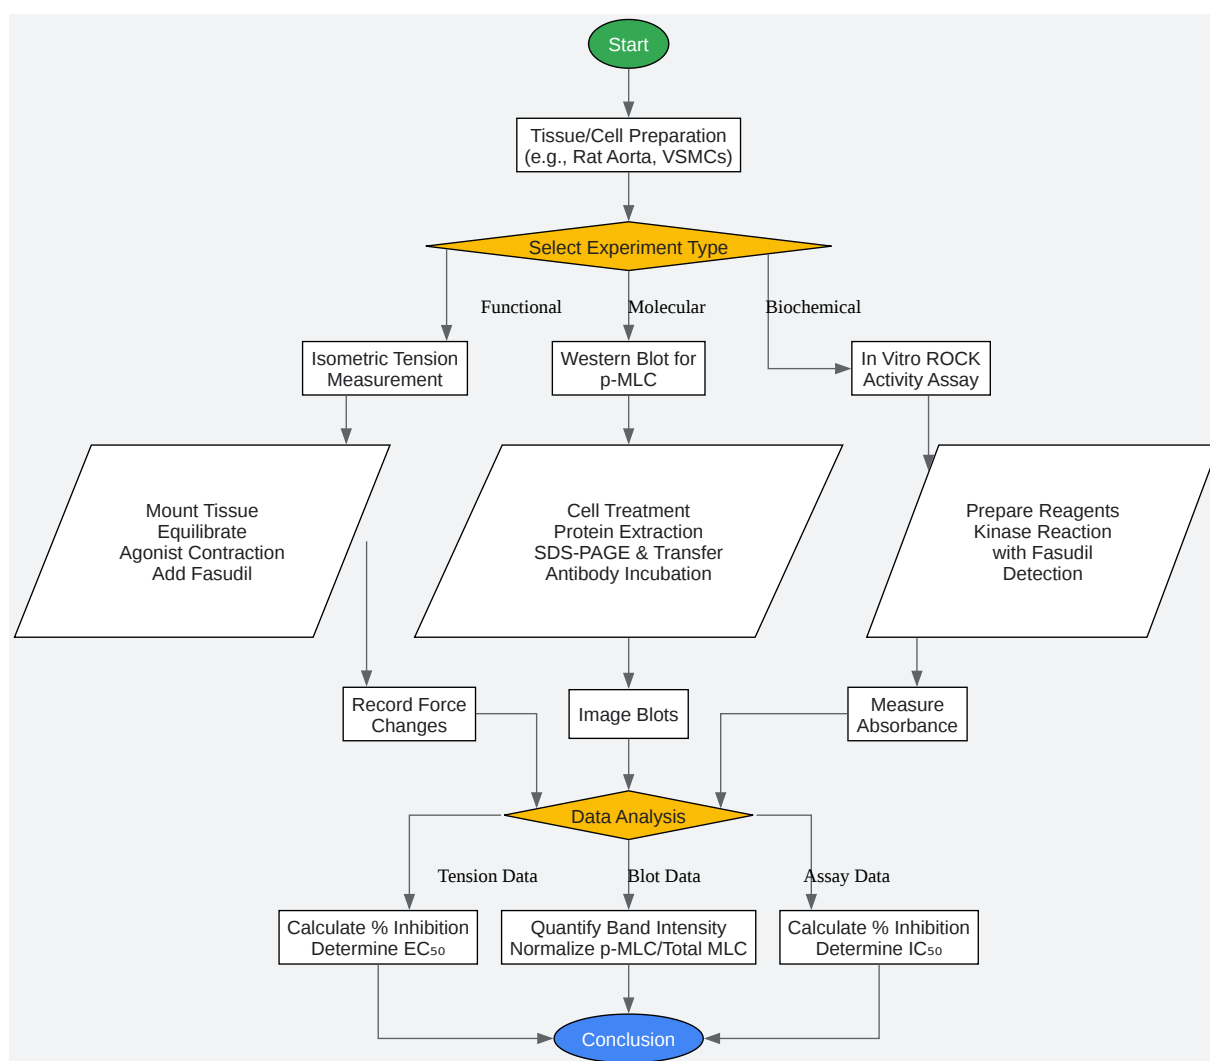 Start
Tissue/Cell Preparation
(e.g., Rat Aorta, VSMCs)
Select Experiment Type
Functional
Molecular
Biochemical
Isometric Tension
Measurement
Western Blot for
p-MLC
In Vitro ROCK
Activity Assay
Mount Tissue
Equilibrate
Agonist Contraction
Add Fasudil
Cell Treatment
Protein Extraction
SDS-PAGE & Transfer
Antibody Incubation
Prepare Reagents
Kinase Reaction
with Fasudil
Detection
Record Force
Changes
Image Blots
Measure
Absorbance
Data Analysis
Tension Data
Blot Data
Assay Data
Calculate % Inhibition
Determine EC₅₀
Quantify Band Intensity
Normalize p-MLC/Total MLC
Calculate % Inhibition
Determine IC₅₀
Conclusion